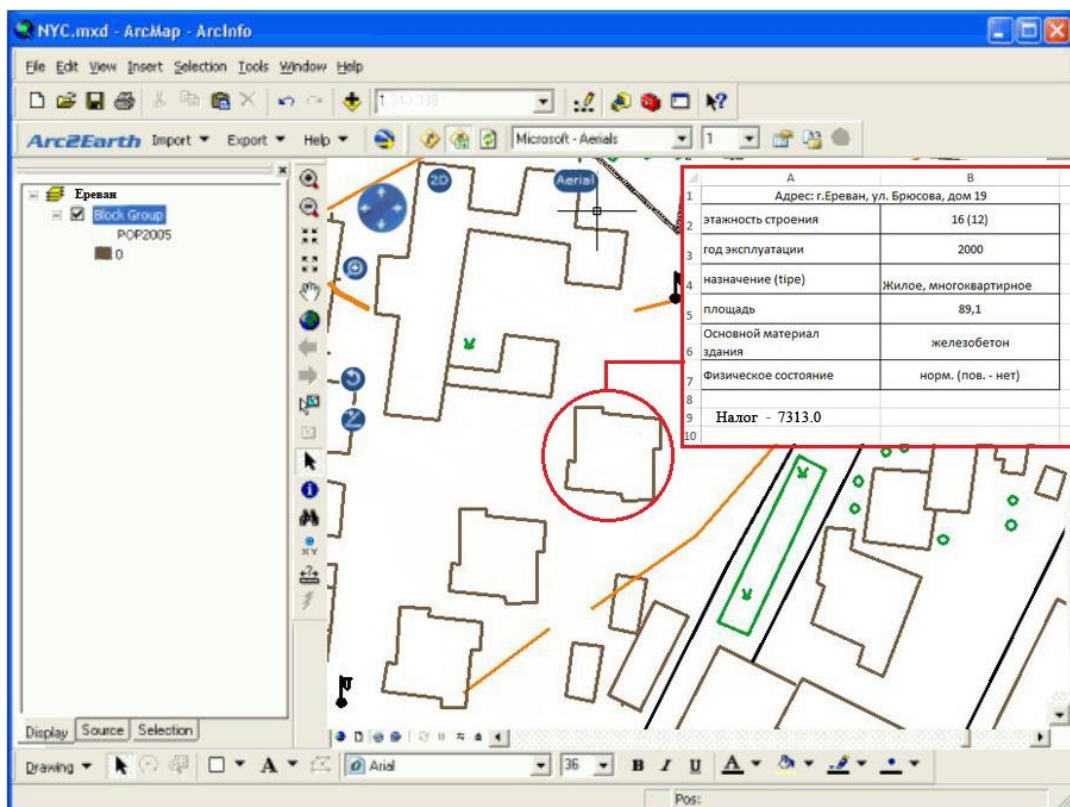 NYC.mxd - ArcMap - ArcInfo
File Edit View Insert Selection Tools Window Help
Arc2Earth Import Export Help Microsoft - Aerials 1
Ереван
Block Group
POP2005
0
2D
Aerial
A B
1 Адрес: г.Ереван, ул. Брюсова, дом 19
2 этажность строения 16 (12)
3 год эксплуатации 2000
4 назначение (tipe) Жилое, многоквартирное
5 площадь 89,1
Основной материал
6 здания железобетон
7 Физическое состояние норм. (пов. - нет)
8
9 Налог - 7313.0
10
Display Source Selection
Drawing A Arial 36 B I U A
Pos: